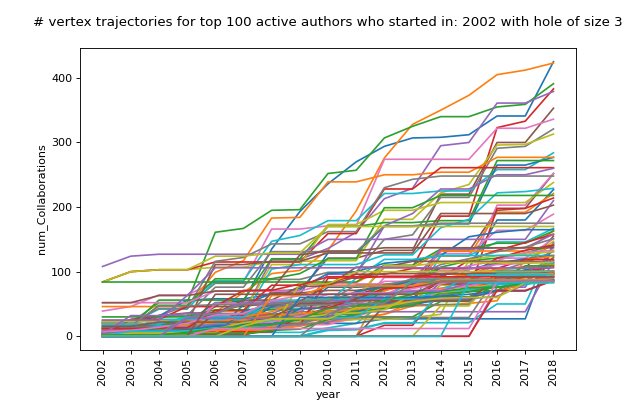 # vertex trajectories for top 100 active authors who started in: 2002 with hole of size 3
num_Collaborations
400
300
200
100
0
2002 2003 2004 2005 2006 2007 2008 2009 2010 2011 2012 2013 2014 2015 2016 2017 2018
year